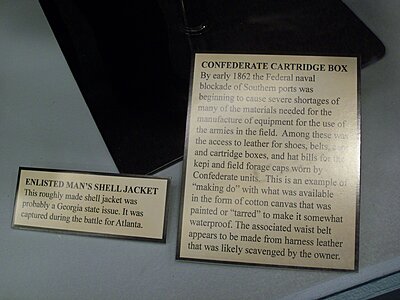 CONFEDERATE CARTRIDGE BOX
By early 1862 the Federal naval
blockade of Southern ports was
beginning to cause severe shortages of
many of the materials needed for the
manufacture of equipment for the use of
the armies in the field. Among these was
the access to leather for shoes, belts, caps
and cartridge boxes, and hat bills for the
kepi and field forage caps worn by
Confederate units. This is an example of
"making do" with what was available
in the form of cotton canvas that was
painted or "tarred" to make it somewhat
waterproof. The associated waist belt
appears to be made from harness leather
that was likely scavenged by the owner.
ENLISTED MAN'S SHELL JACKET
This roughly made shell jacket was
probably a Georgia state issue. It was
captured during the battle for Atlanta.